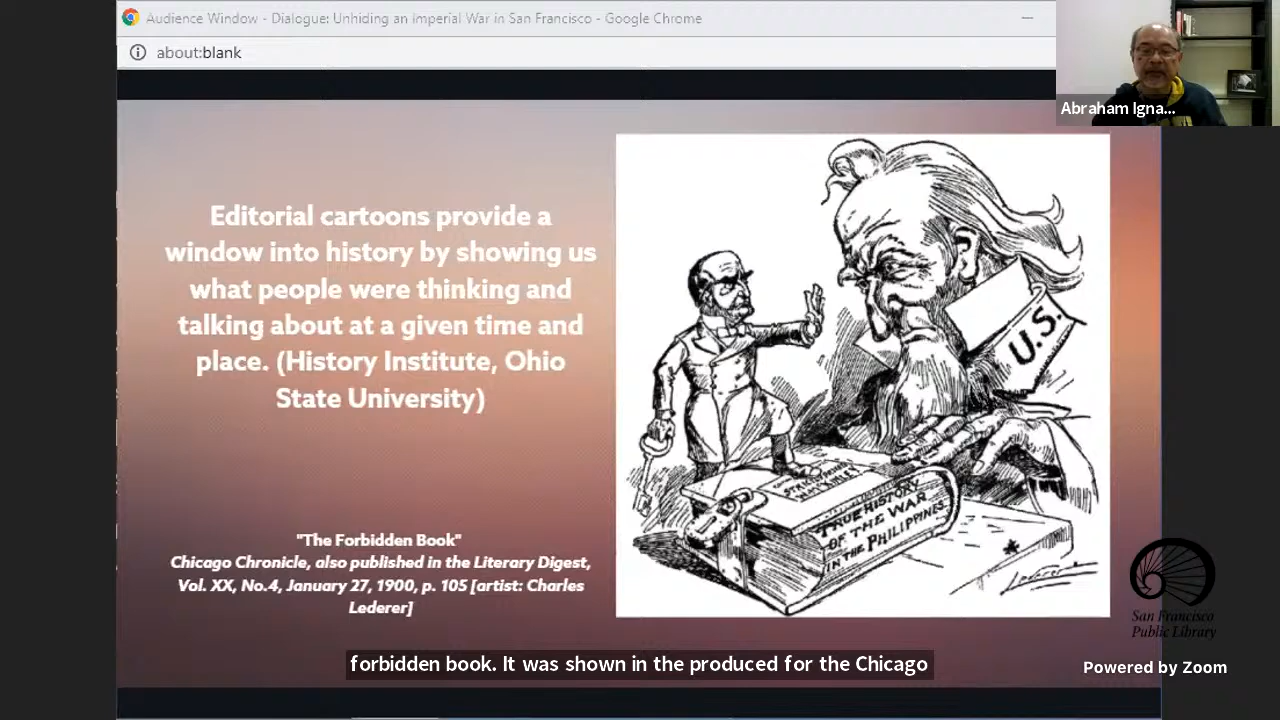 Audience Window - Dialogue: Unhiding an Imperial War in San Francisco - Google Chrome
about:blank
Abraham Igna...
Editorial cartoons provide a
window into history by showing us
what people were thinking and
talking about at a given time and
place. (History Institute, Ohio
State University)
U.S.
TRUE HISTORY
OF THE WAR
IN THE PHILIPPINES
Lederer
"The Forbidden Book"
Chicago Chronicle, also published in the Literary Digest,
Vol. XX, No.4, January 27, 1900, p. 105 [artist: Charles
Lederer]
San Francisco
Public Library
forbidden book. It was shown in the produced for the Chicago
Powered by Zoom